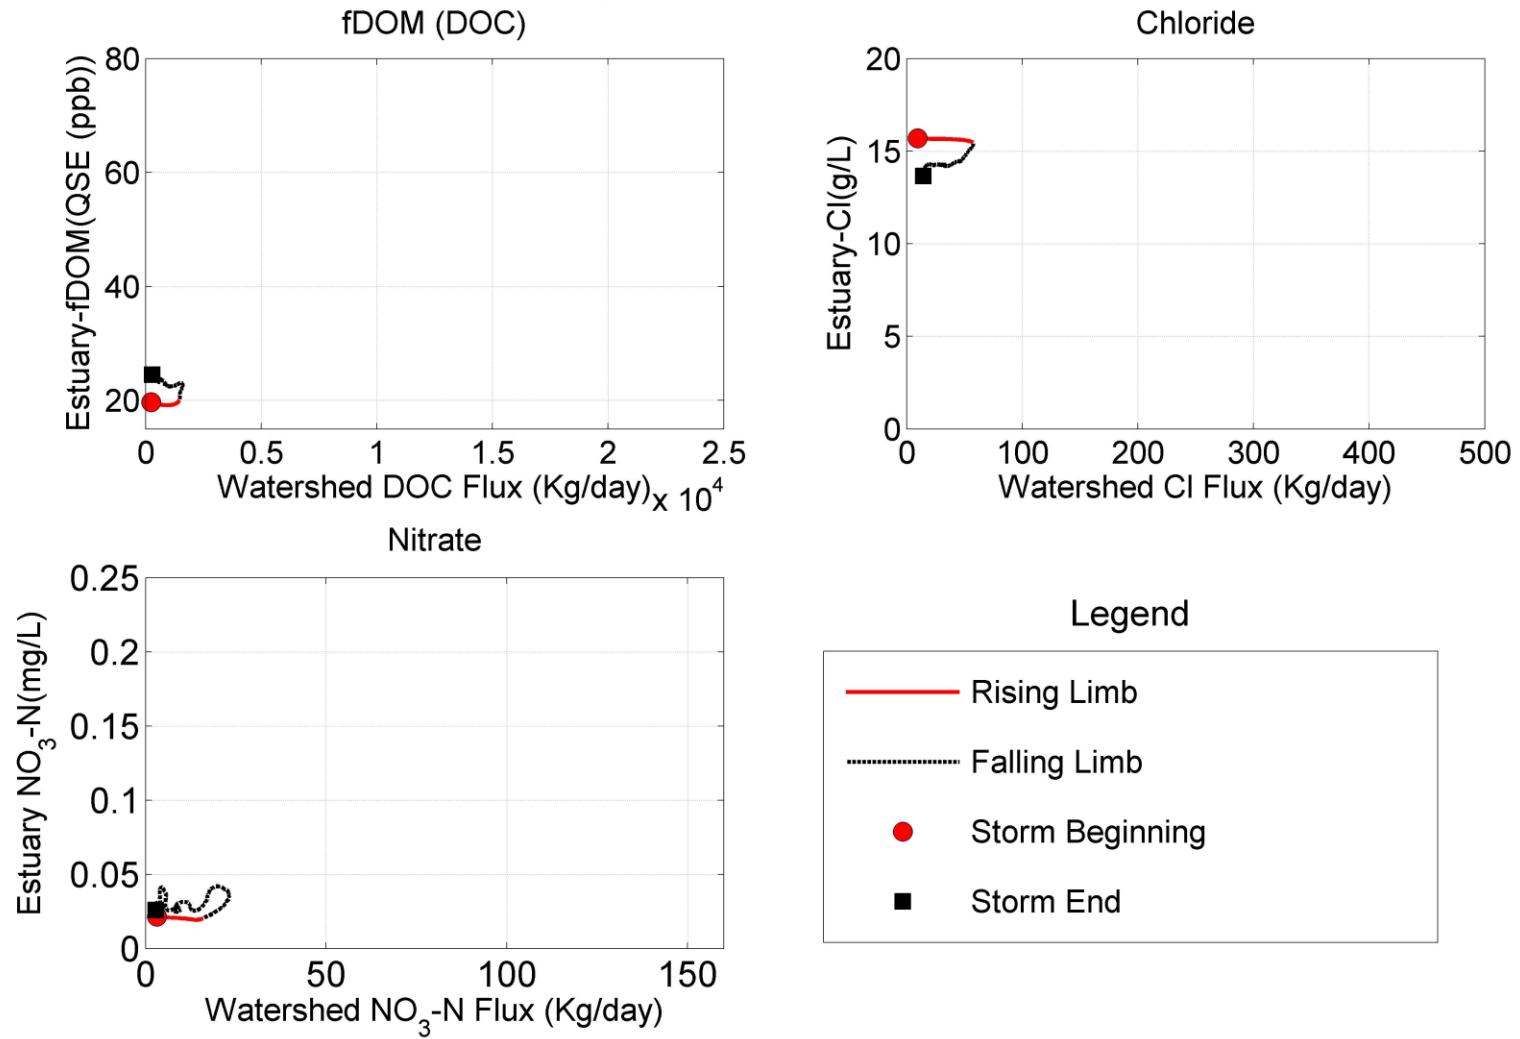 fDOM (DOC)
Estuary-fDOM(QSE (ppb))
80
60
40
20
0 0.5 1 1.5 2 2.5
Watershed DOC Flux (Kg/day) x 10⁴
Chloride
Estuary-Cl(g/L)
20
15
10
5
0
0 100 200 300 400 500
Watershed Cl Flux (Kg/day)
Nitrate
Estuary NO₃-N(mg/L)
0.25
0.2
0.15
0.1
0.05
0
0 50 100 150
Watershed NO₃-N Flux (Kg/day)
Legend
Rising Limb
Falling Limb
Storm Beginning
Storm End